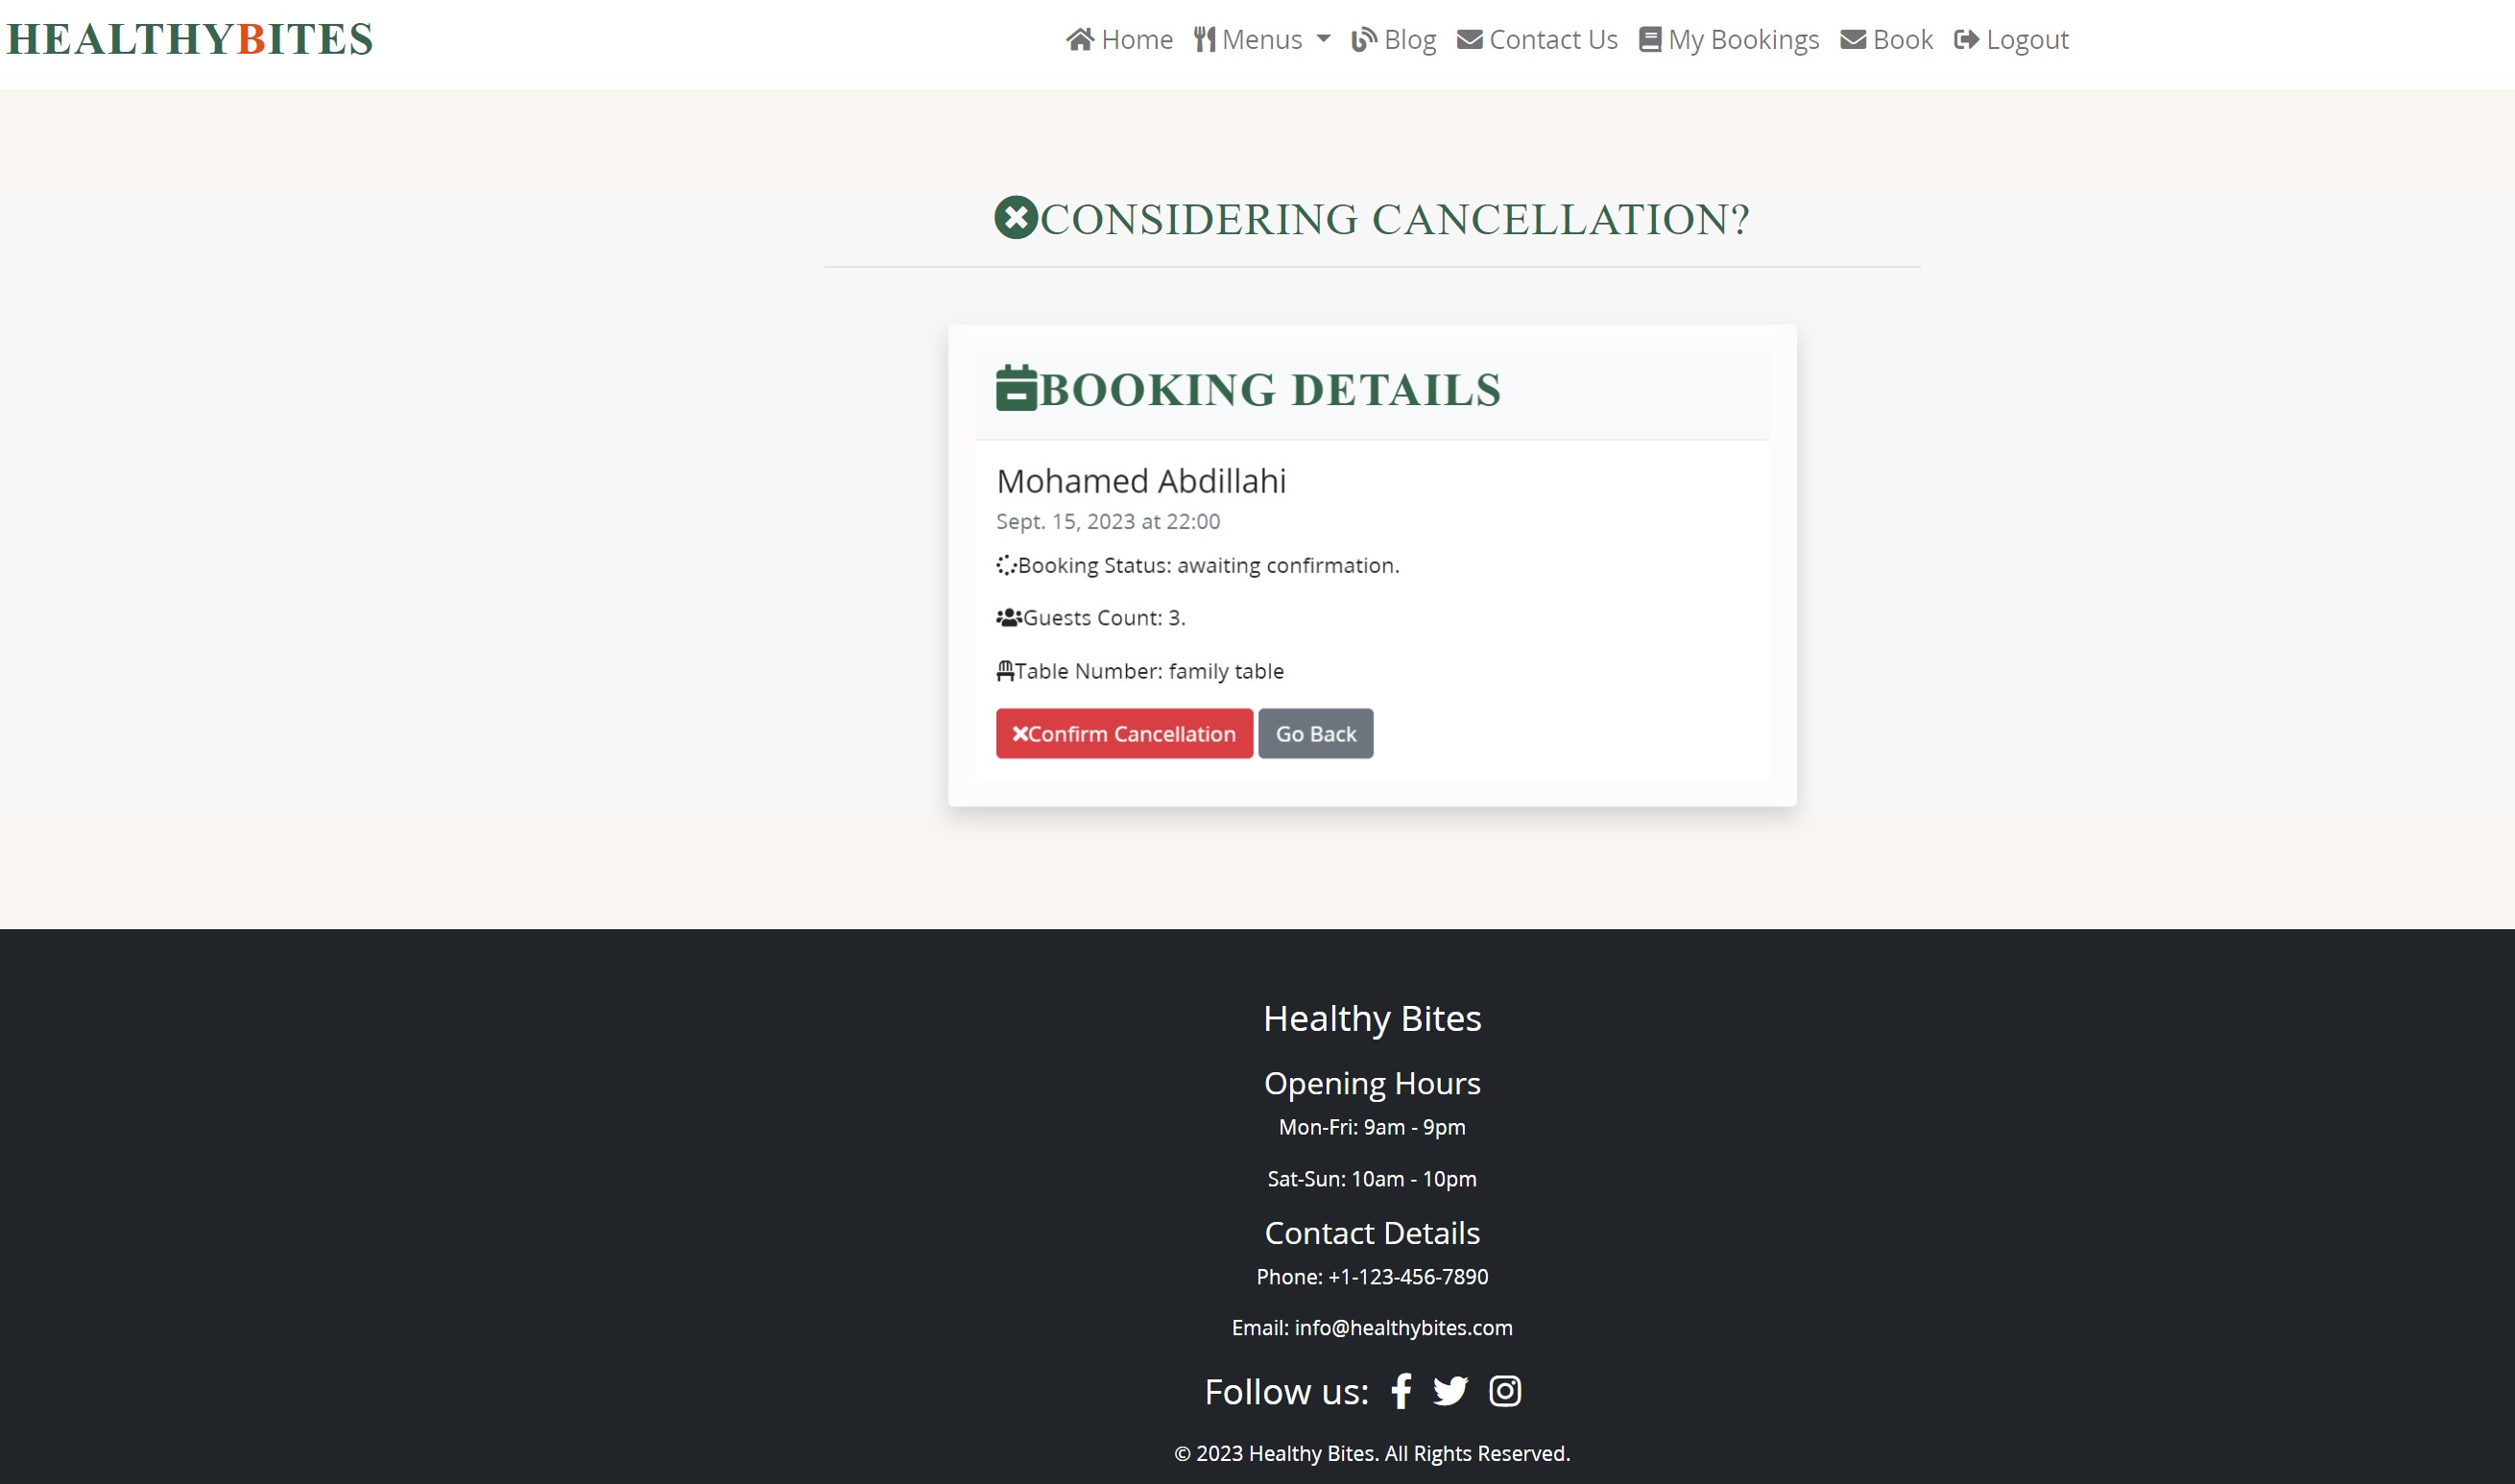 HEALTHYBITES
Home Menus Blog Contact Us My Bookings Book Logout
CONSIDERING CANCELLATION?
BOOKING DETAILS
Mohamed Abdillahi
Sept. 15, 2023 at 22:00
Booking Status: awaiting confirmation.
Guests Count: 3.
Table Number: family table
Confirm Cancellation Go Back
Healthy Bites
Opening Hours
Mon-Fri: 9am - 9pm
Sat-Sun: 10am - 10pm
Contact Details
Phone: +1-123-456-7890
Email: info@healthybites.com
Follow us:
© 2023 Healthy Bites. All Rights Reserved.